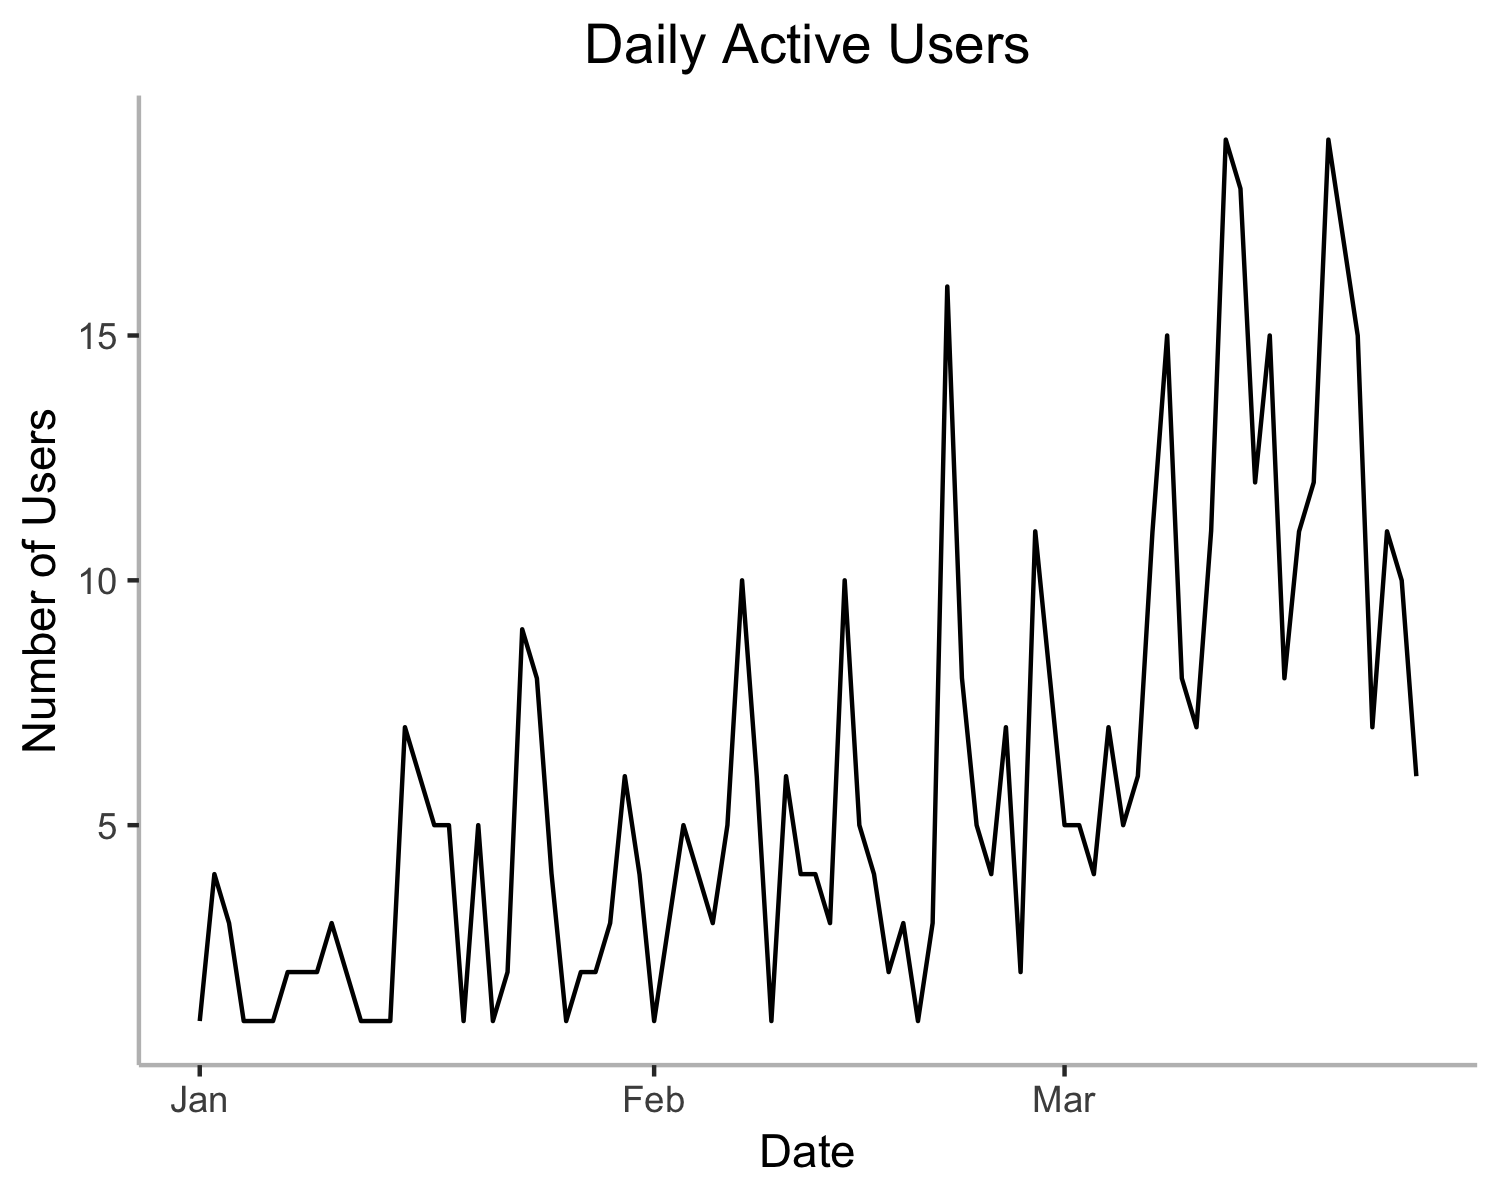 Daily Active Users
Number of Users
15
10
5
Jan
Feb
Mar
Date